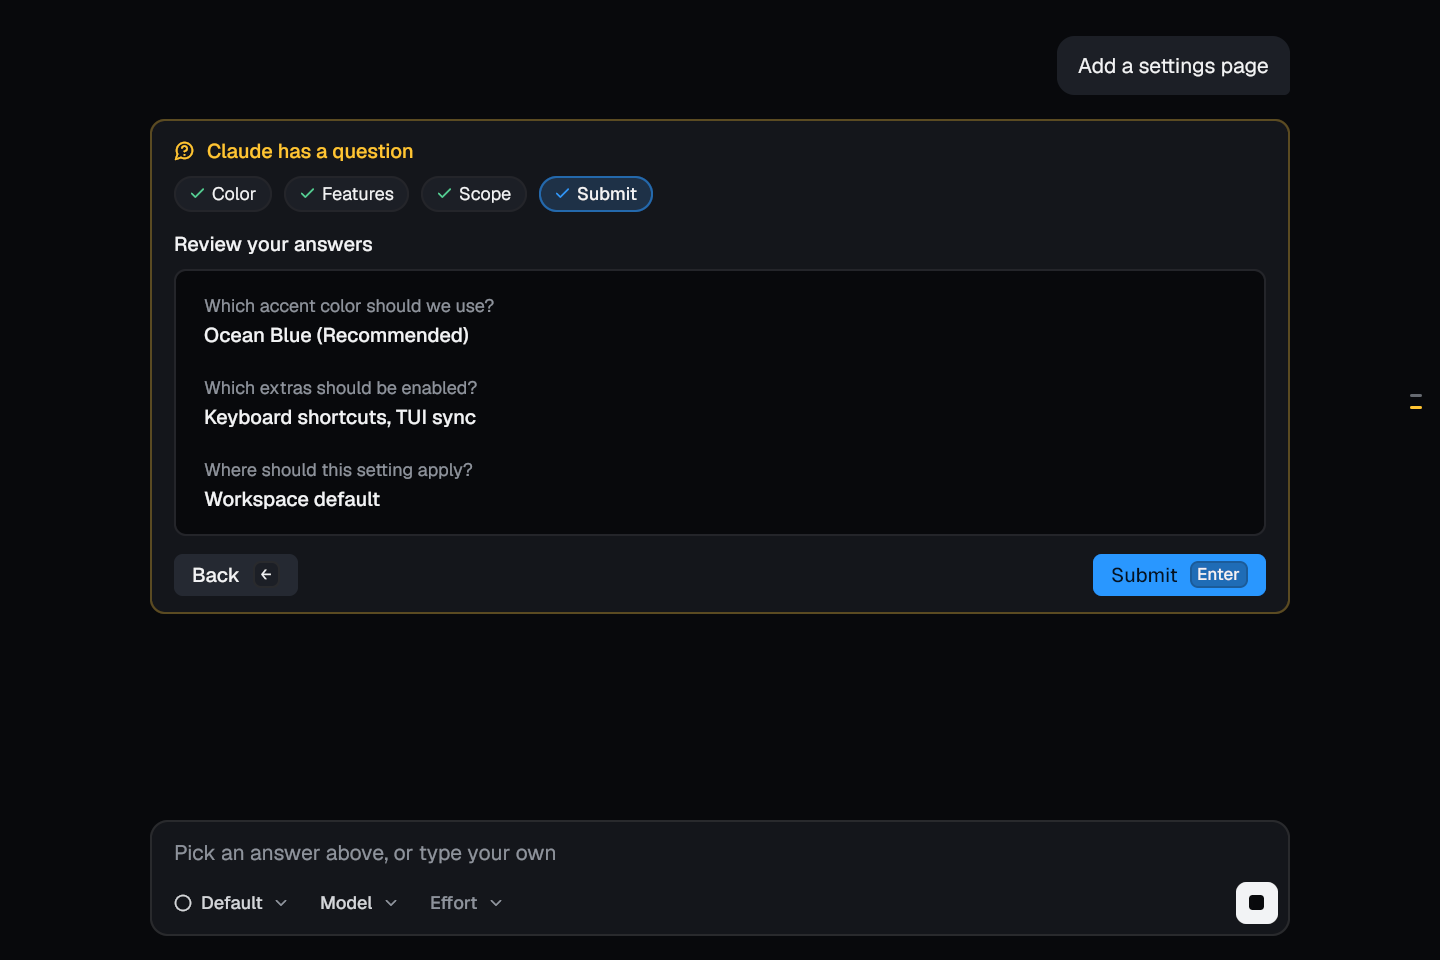 Add a settings page
Claude has a question
Color
Features
Scope
Submit
Review your answers
Which accent color should we use?
Ocean Blue (Recommended)
Which extras should be enabled?
Keyboard shortcuts, TUI sync
Where should this setting apply?
Workspace default
Back ←
Submit Enter
Pick an answer above, or type your own
Default
Model
Effort